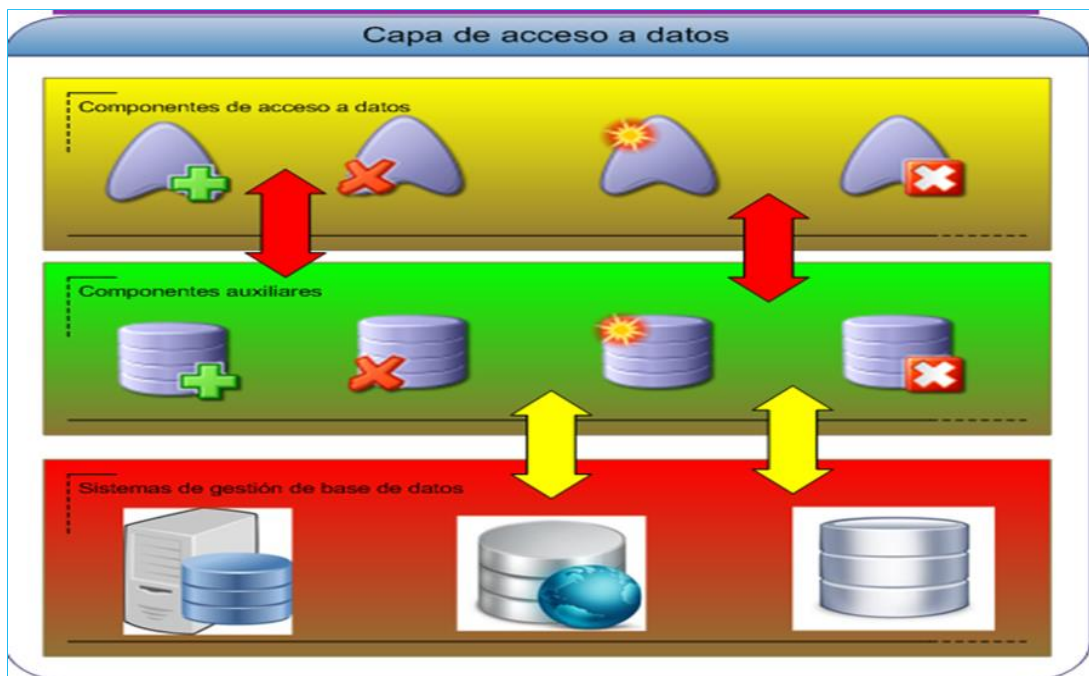 Capa de acceso a datos
Componentes de acceso a datos
Componentes auxiliares
Sistemas de gestión de base de datos